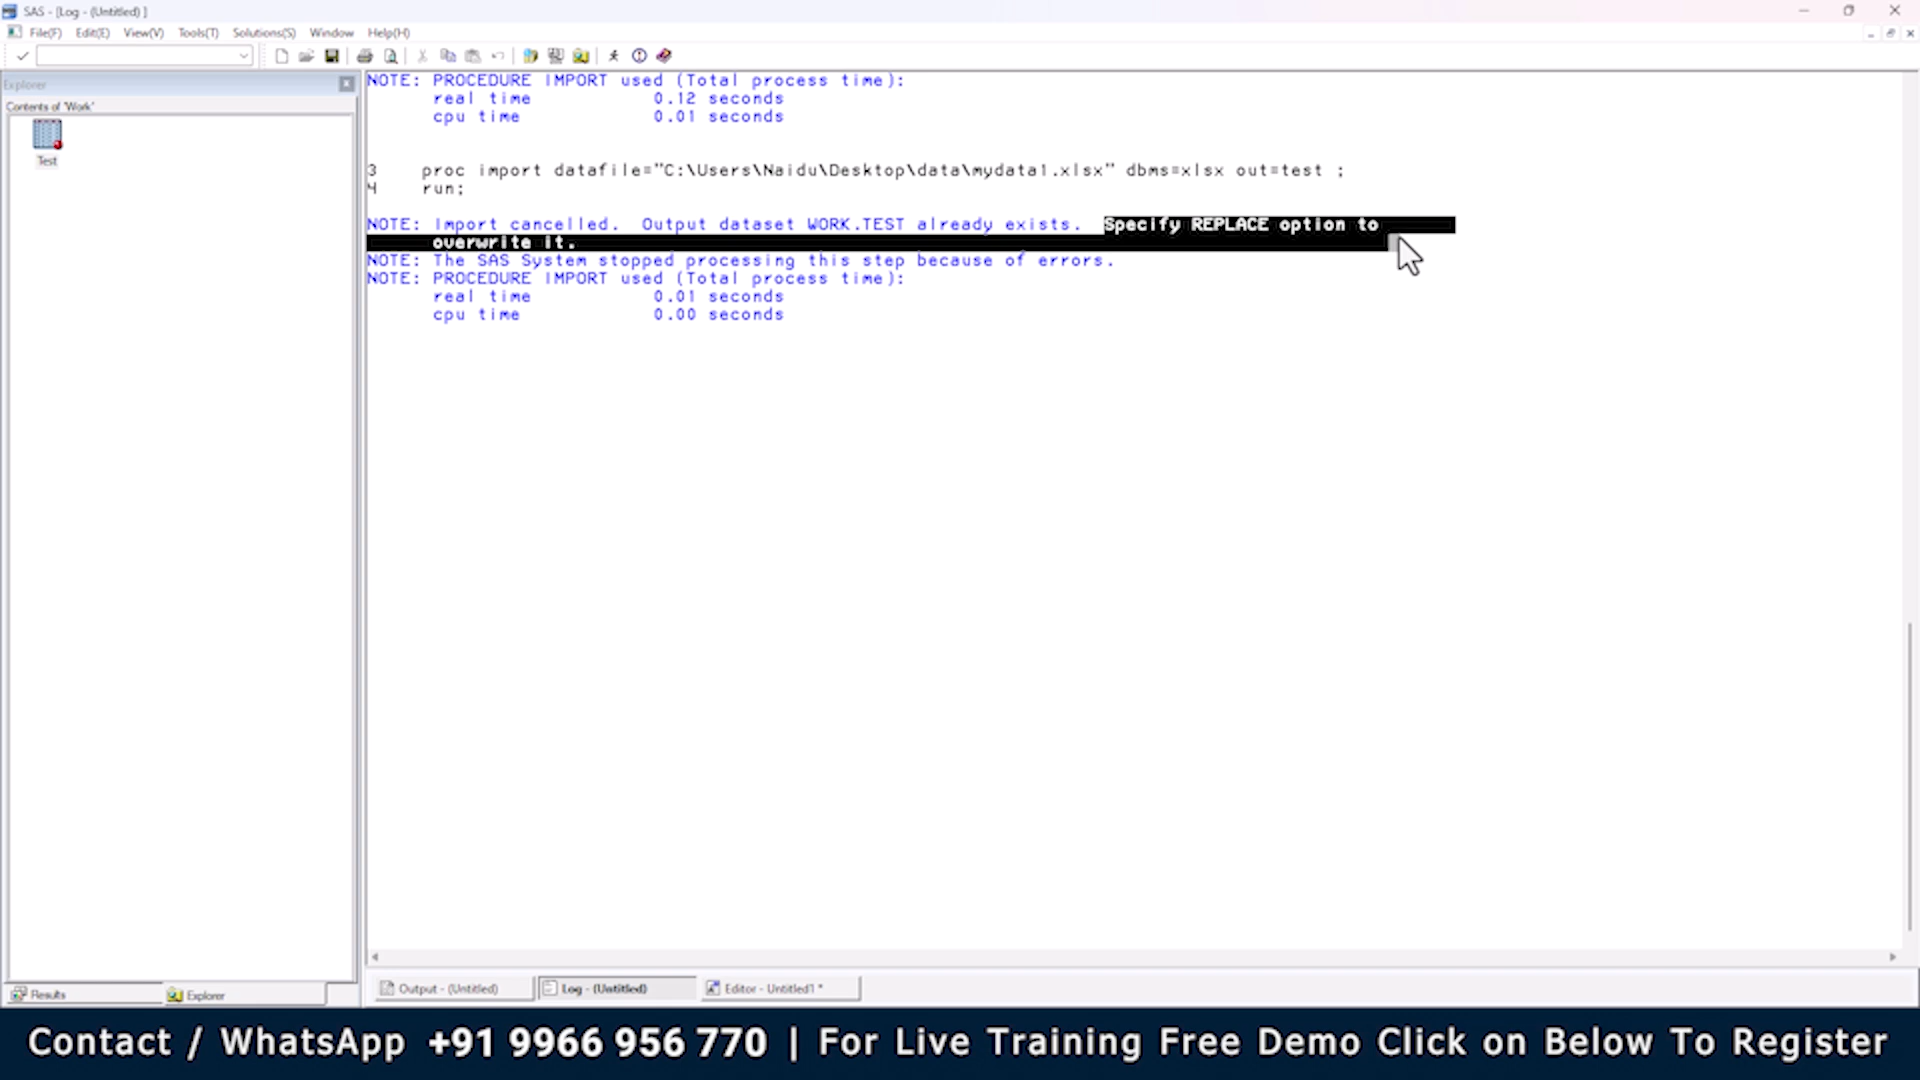 SAS - [Log - (Untitled) ]
File(F) Edit(E) View(V) Tools(T) Solutions(S) Window Help(H)
Explorer
Contents of 'Work'
Test
NOTE: PROCEDURE IMPORT used (Total process time):
real time 0.12 seconds
cpu time 0.01 seconds
3 proc import datafile="C:\Users\Naidu\Desktop\data\mydata1.xlsx" dbms=xlsx out=test ;
4 run;
NOTE: Import cancelled. Output dataset WORK.TEST already exists. Specify REPLACE option to
overwrite it.
NOTE: The SAS System stopped processing this step because of errors.
NOTE: PROCEDURE IMPORT used (Total process time):
real time 0.01 seconds
cpu time 0.00 seconds
Results Explorer
Output - (Untitled) Log - (Untitled) Editor - Untitled1 *
Contact / WhatsApp +91 9966 956 770 | For Live Training Free Demo Click on Below To Register